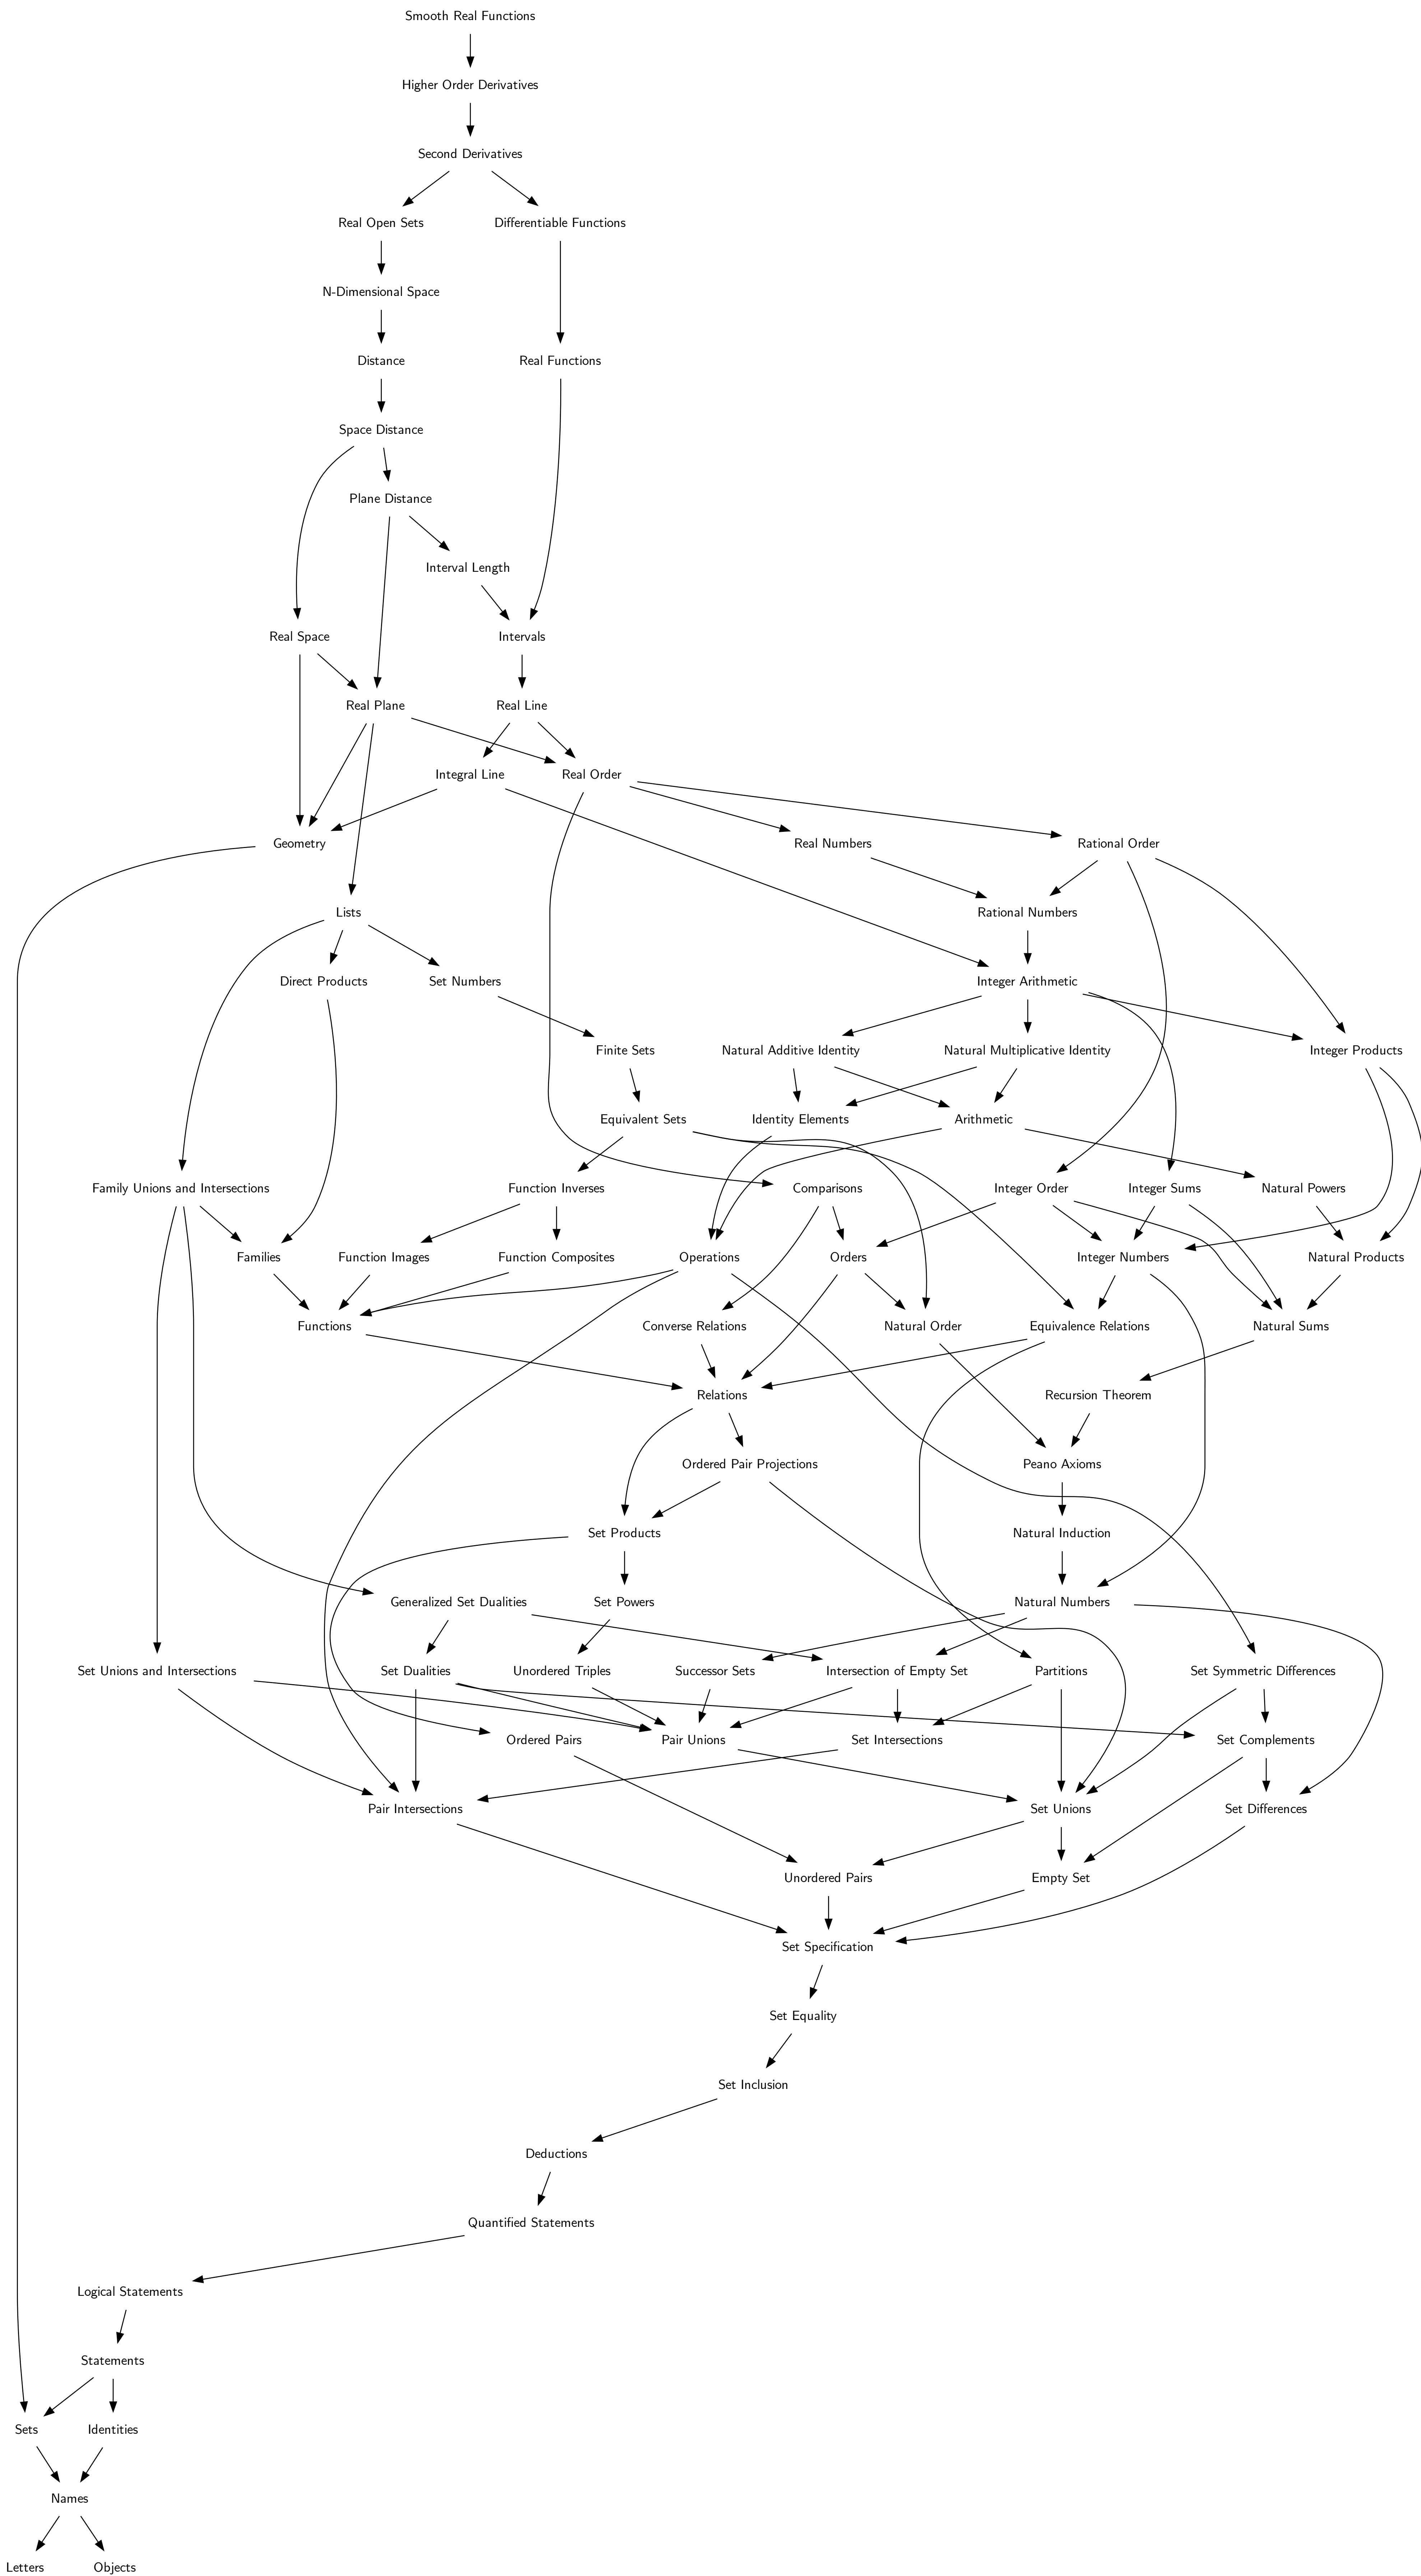 Smooth Real Functions
Higher Order Derivatives
Second Derivatives
Real Open Sets
Differentiable Functions
N-Dimensional Space
Distance
Real Functions
Space Distance
Plane Distance
Interval Length
Real Space
Intervals
Real Plane
Real Line
Integral Line
Real Order
Geometry
Real Numbers
Rational Order
Lists
Rational Numbers
Direct Products
Set Numbers
Integer Arithmetic
Finite Sets
Natural Additive Identity
Natural Multiplicative Identity
Integer Products
Equivalent Sets
Identity Elements
Arithmetic
Family Unions and Intersections
Function Inverses
Comparisons
Integer Order
Integer Sums
Natural Powers
Families
Function Images
Function Composites
Operations
Orders
Integer Numbers
Natural Products
Functions
Converse Relations
Natural Order
Equivalence Relations
Natural Sums
Relations
Recursion Theorem
Ordered Pair Projections
Peano Axioms
Set Products
Natural Induction
Generalized Set Dualities
Set Powers
Natural Numbers
Set Unions and Intersections
Set Dualities
Unordered Triples
Successor Sets
Intersection of Empty Set
Partitions
Set Symmetric Differences
Ordered Pairs
Pair Unions
Set Intersections
Set Complements
Pair Intersections
Set Unions
Set Differences
Unordered Pairs
Empty Set
Set Specification
Set Equality
Set Inclusion
Deductions
Quantified Statements
Logical Statements
Statements
Sets
Identities
Names
Letters
Objects